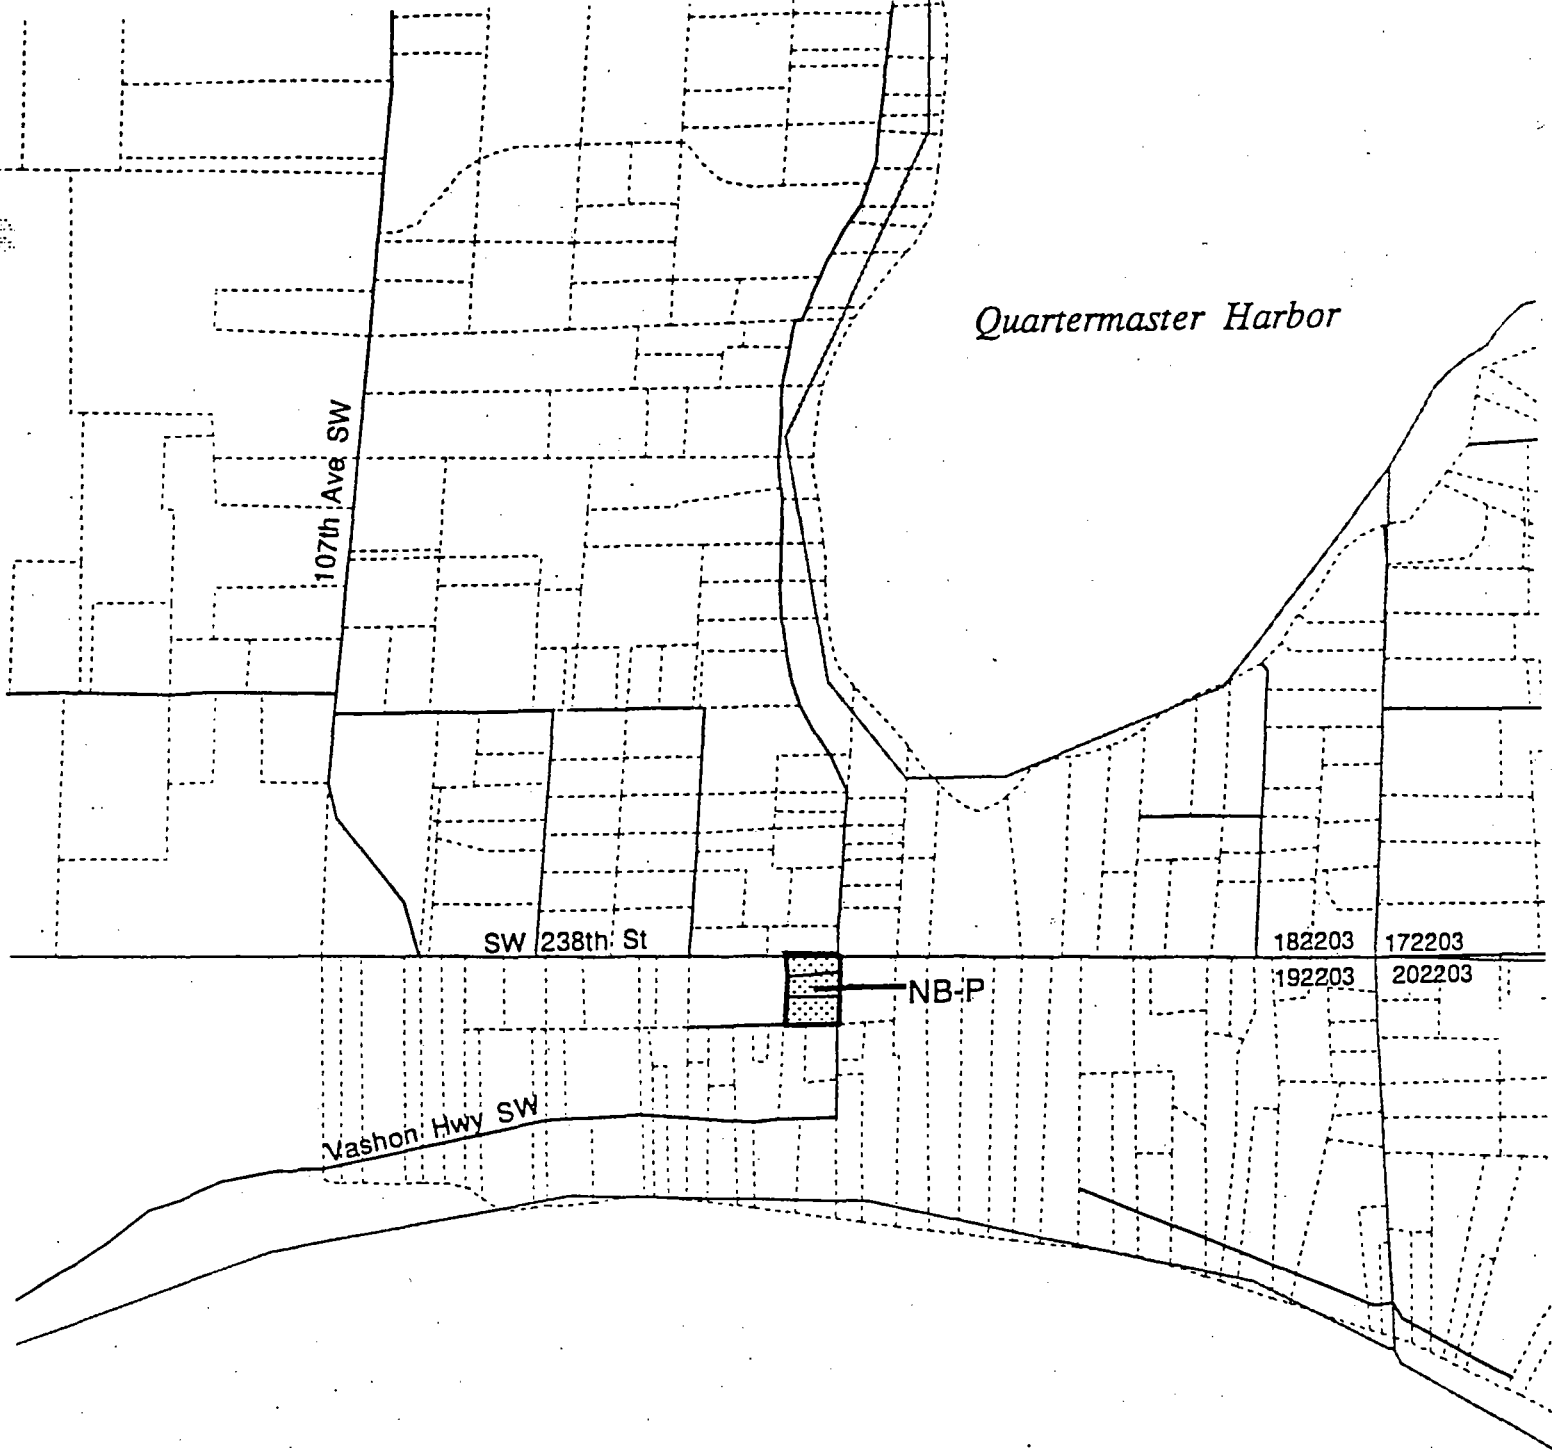 Quartermaster Harbor
107th Ave SW
SW 238th St
182203
172203
192203
202203
NB-P
Vashon Hwy SW